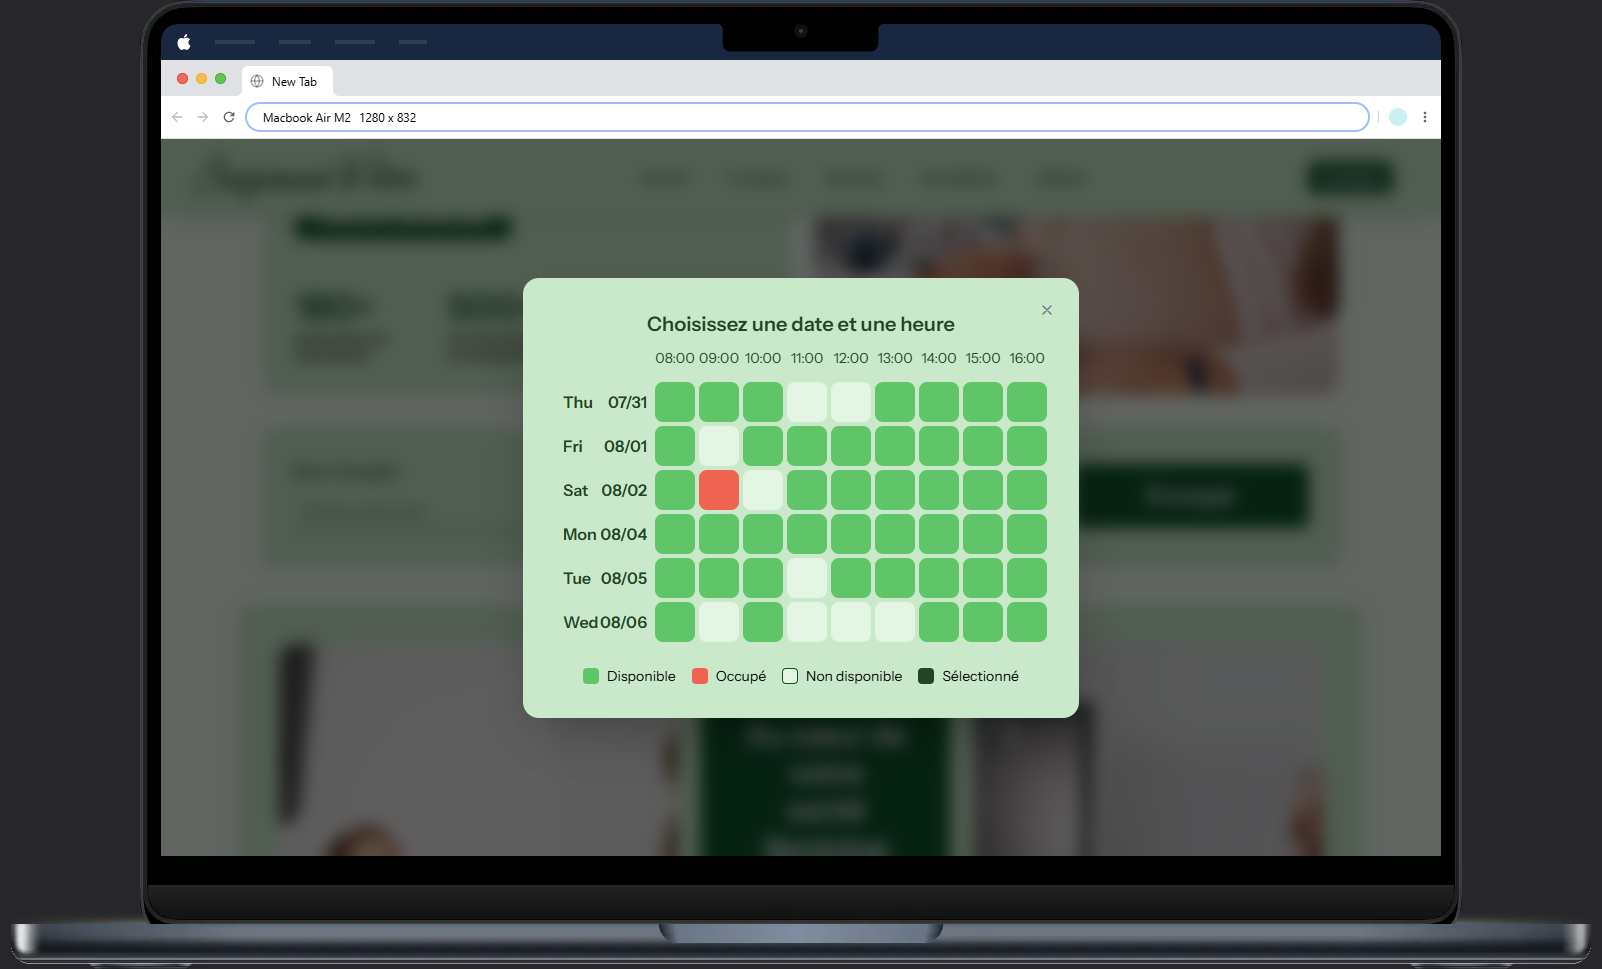 New Tab
Macbook Air M2 1280 x 832
Choisissez une date et une heure
08:00 09:00 10:00 11:00 12:00 13:00 14:00 15:00 16:00
Thu 07/31
Fri 08/01
Sat 08/02
Mon 08/04
Tue 08/05
Wed 08/06
Disponible Occupé Non disponible Sélectionné